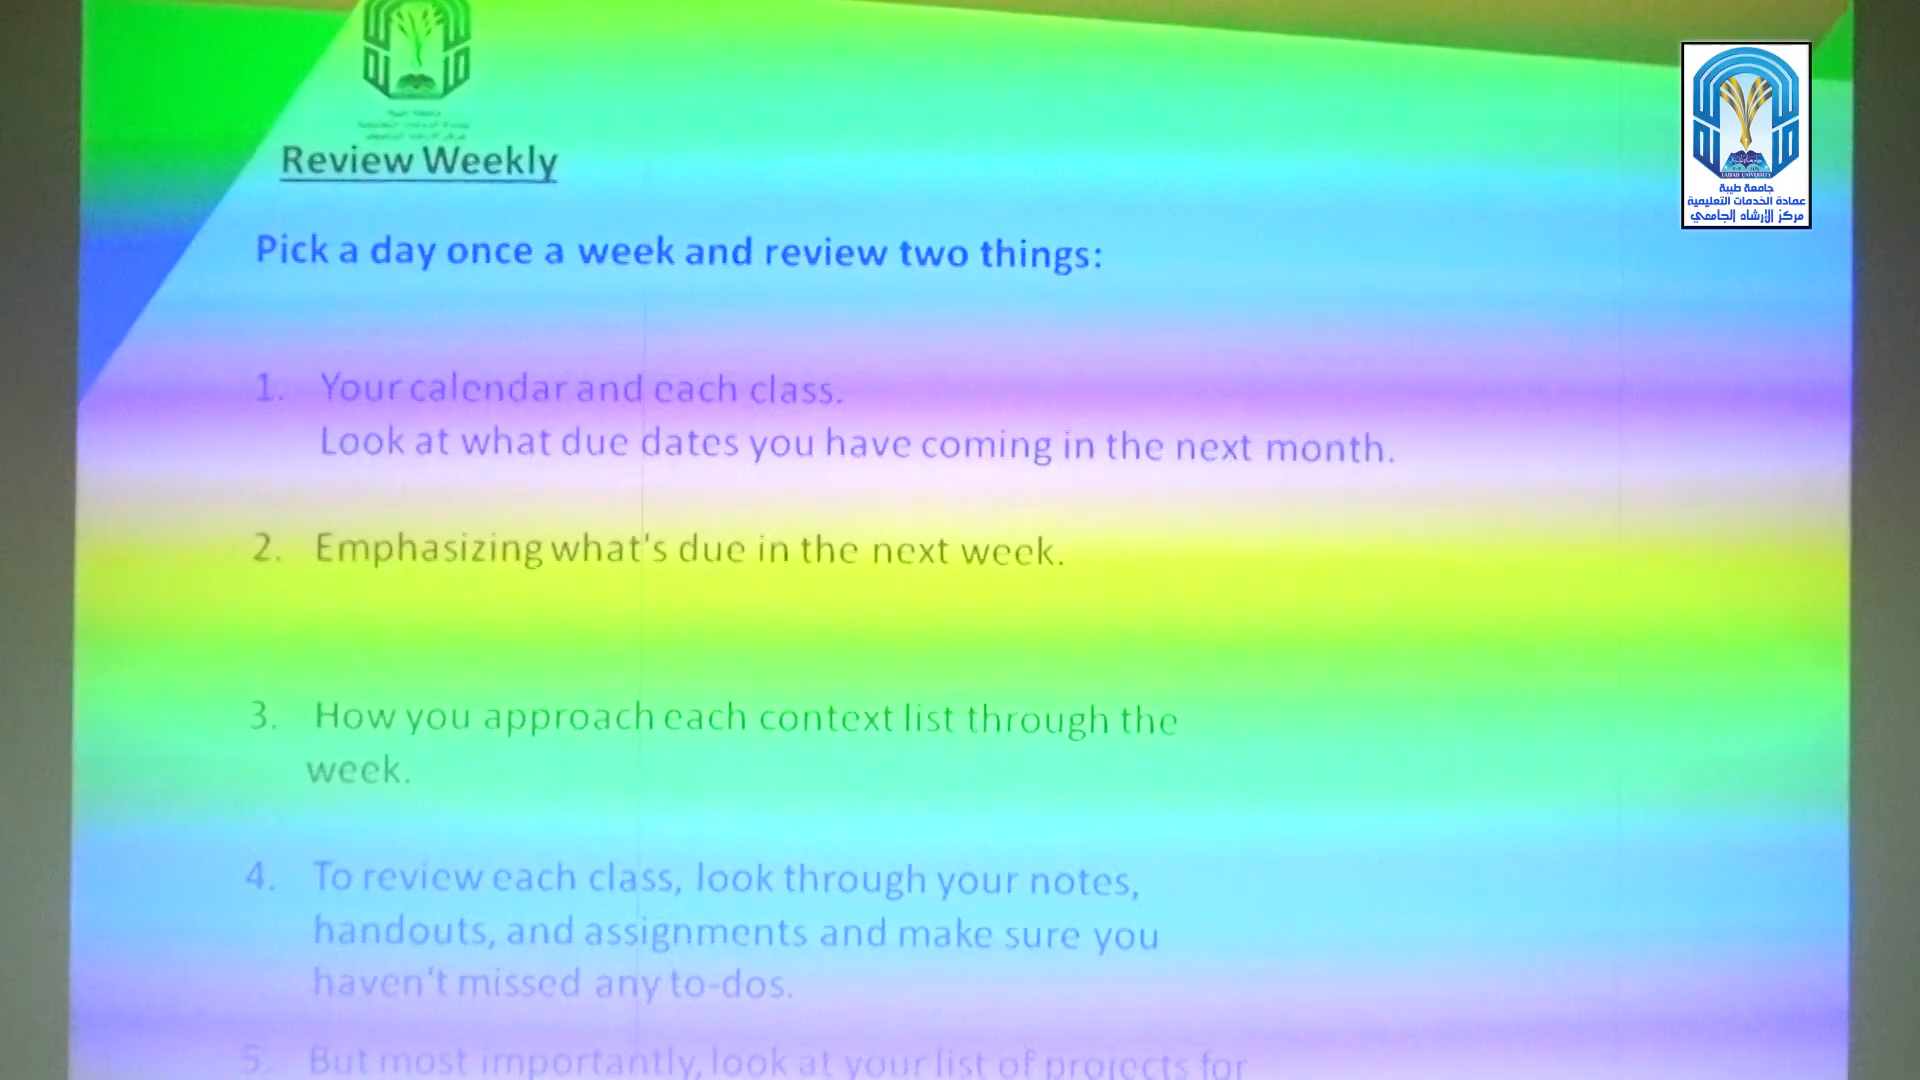 Review Weekly
Pick a day once a week and review two things:
1. Your calendar and each class.
Look at what due dates you have coming in the next month.
2. Emphasizing what's due in the next week.
3. How you approach each context list through the
week.
4. To review each class, look through your notes,
handouts, and assignments and make sure you
haven't missed any to-dos.
5. But most importantly, look at your list of projects for
TAIBAH UNIVERSITY
جامعة طيبة
عمادة الخدمات التعليمية
مركز الإرشاد الجامعي